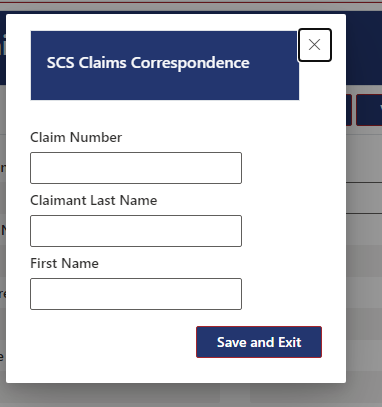 SCS Claims Correspondence
Claim Number
Claimant Last Name
First Name
Save and Exit